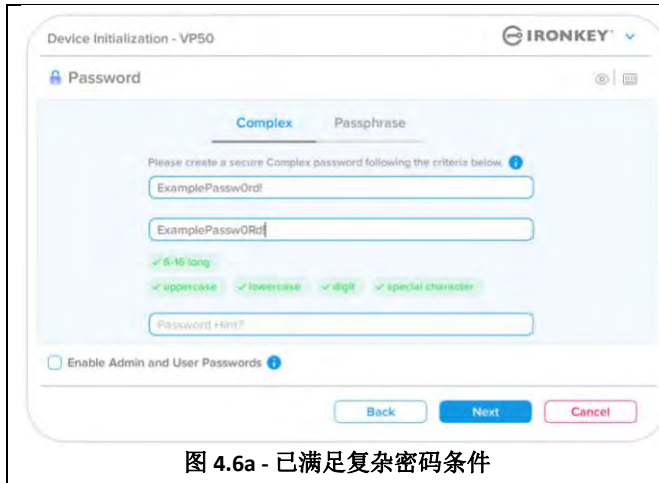 Device Initialization - VP50
IRONKEY
Password
Complex Passphrase
Please create a secure Complex password following the criteria below.
ExamplePassw0rd!
ExamplePassw0Rd!
✓ 6-16 long
✓ uppercase ✓ lowercase ✓ digit ✓ special character
Password Hint?
Enable Admin and User Passwords
Back Next Cancel
图 4.6a - 已满足复杂密码条件